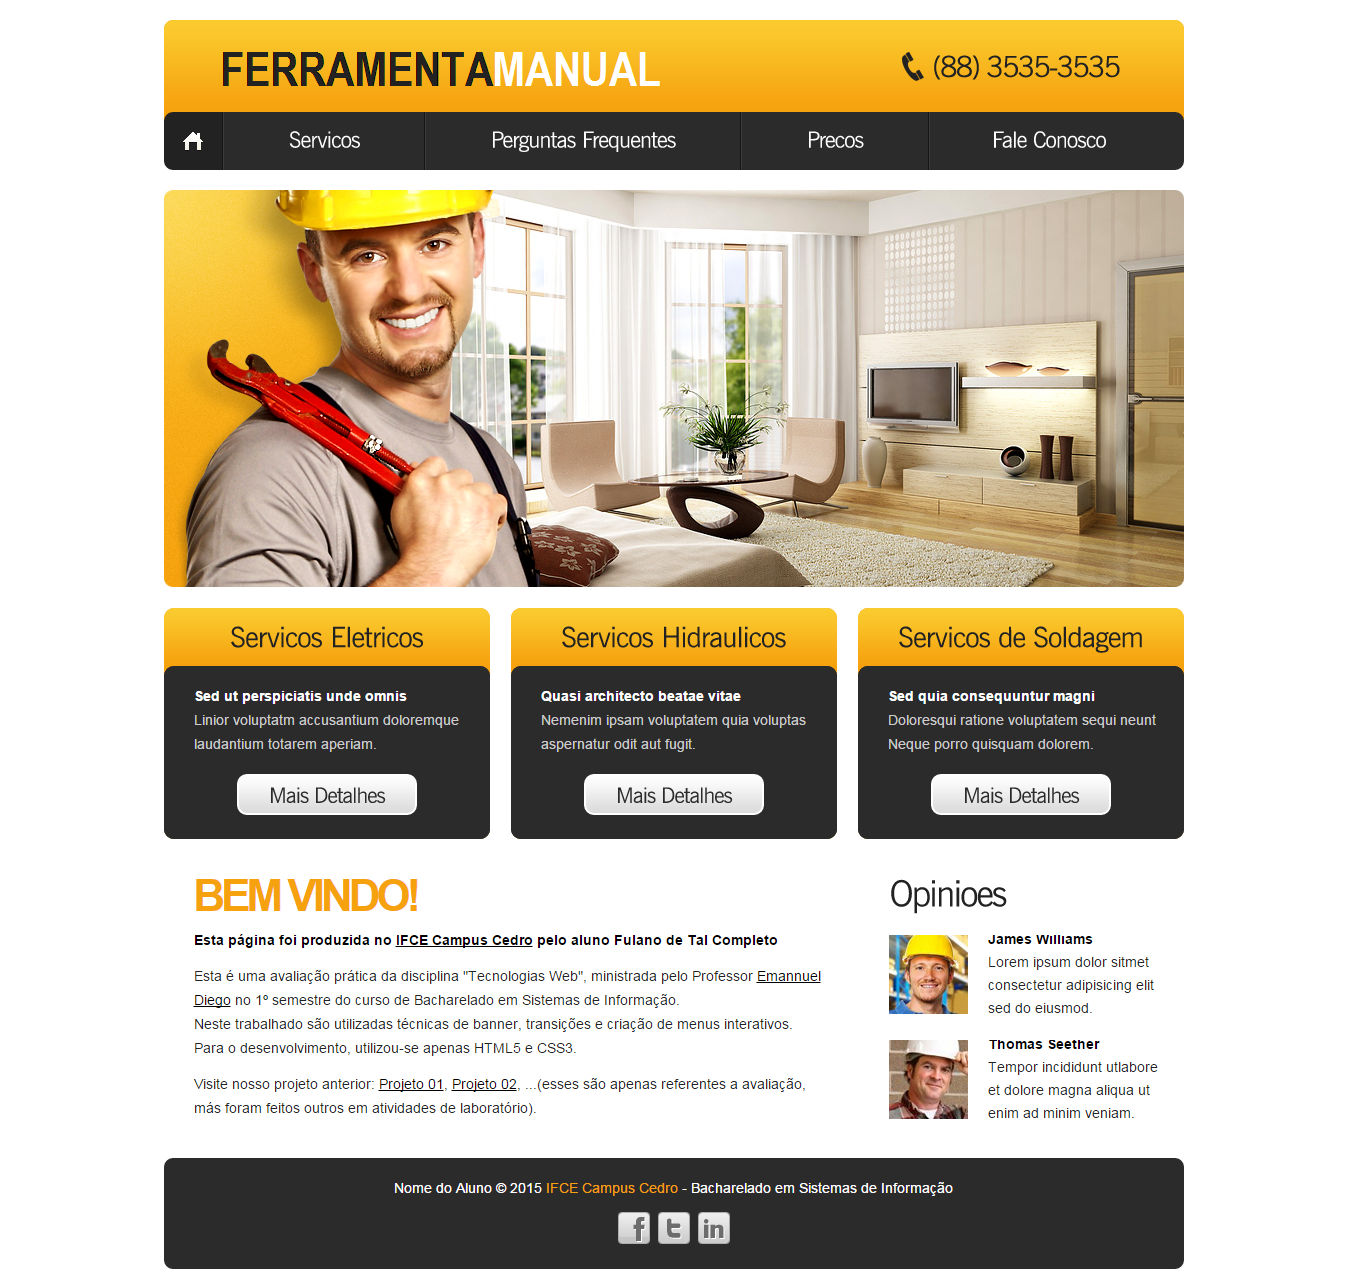 FERRAMENTAMANUAL
(88) 3535-3535
Servicos
Perguntas Frequentes
Precos
Fale Conosco
Servicos Eletricos
Sed ut perspiciatis unde omnis
Linior voluptatm accusantium doloremque
laudantium totarem aperiam.
Mais Detalhes
Servicos Hidraulicos
Quasi architecto beatae vitae
Nemenim ipsam voluptatem quia voluptas
aspernatur odit aut fugit.
Mais Detalhes
Servicos de Soldagem
Sed quia consequuntur magni
Doloresqui ratione voluptatem sequi neunt
Neque porro quisquam dolorem.
Mais Detalhes
BEM VINDO!
Esta página foi produzida no IFCE Campus Cedro pelo aluno Fulano de Tal Completo
Esta é uma avaliação prática da disciplina "Tecnologias Web", ministrada pelo Professor Emannuel
Diego no 1º semestre do curso de Bacharelado em Sistemas de Informação.
Neste trabalhado são utilizadas técnicas de banner, transições e criação de menus interativos.
Para o desenvolvimento, utilizou-se apenas HTML5 e CSS3.
Visite nosso projeto anterior: Projeto 01, Projeto 02, ...(esses são apenas referentes a avaliação,
más foram feitos outros em atividades de laboratório).
Opinioes
James Williams
Lorem ipsum dolor sitmet
consectetur adipisicing elit
sed do eiusmod.
Thomas Seether
Tempor incididunt utlabore
et dolore magna aliqua ut
enim ad minim veniam.
Nome do Aluno © 2015 IFCE Campus Cedro - Bacharelado em Sistemas de Informação
f t in